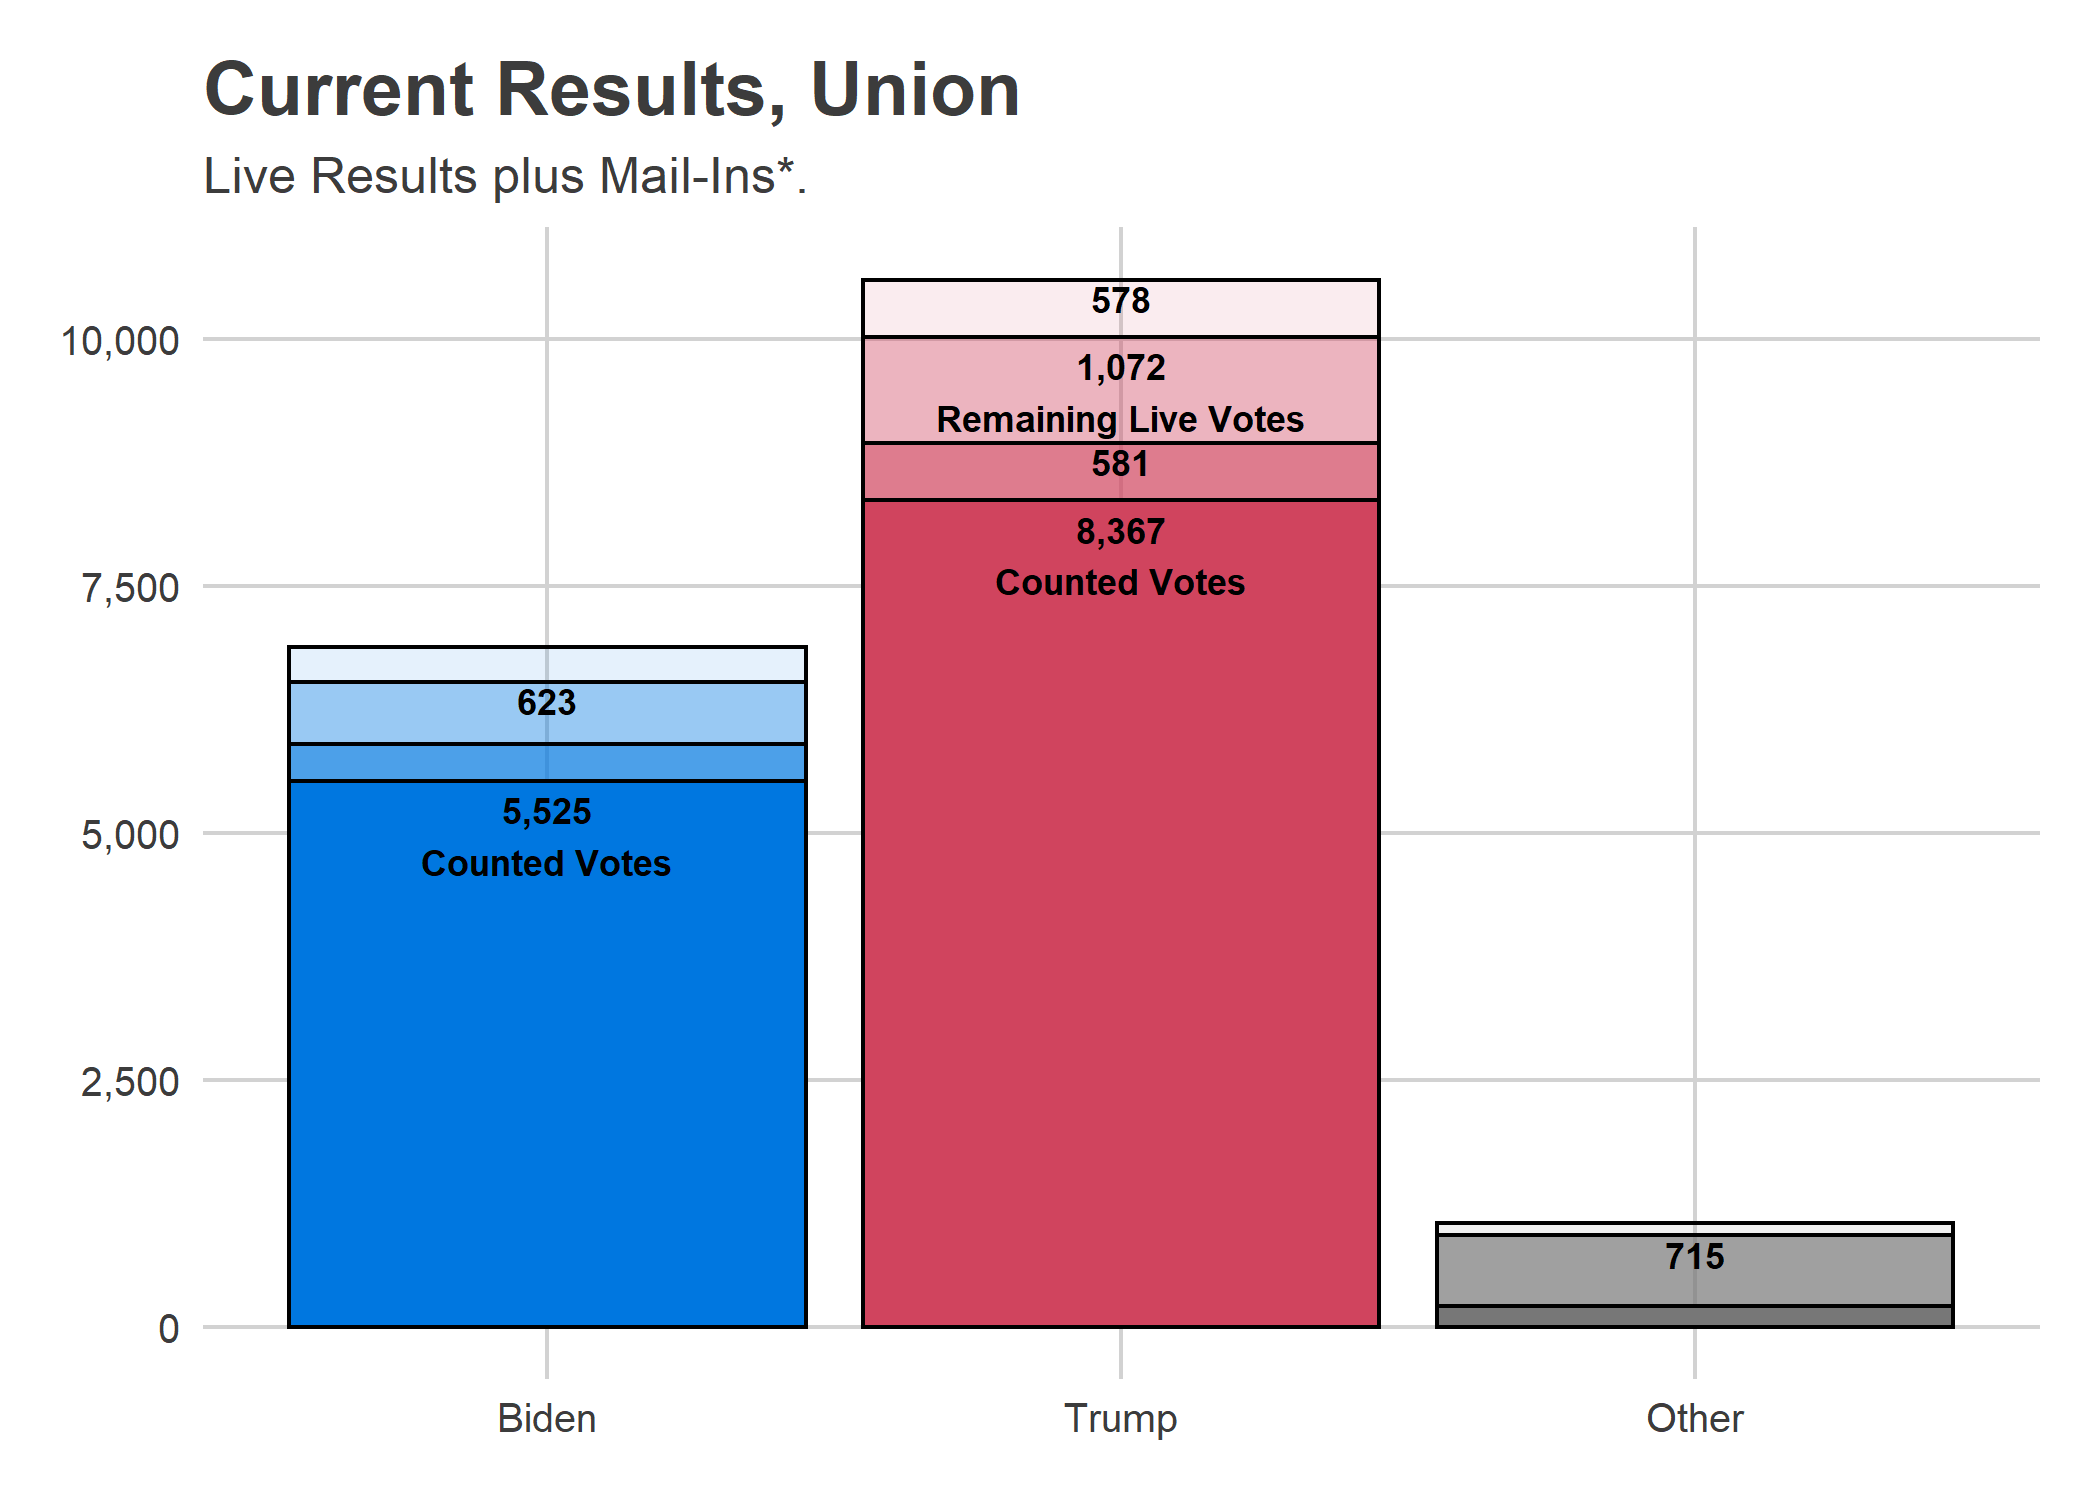 Current Results, Union
Live Results plus Mail-Ins*.
10,000
7,500
5,000
2,500
0
623
5,525
Counted Votes
578
1,072
Remaining Live Votes
581
8,367
Counted Votes
715
Biden
Trump
Other